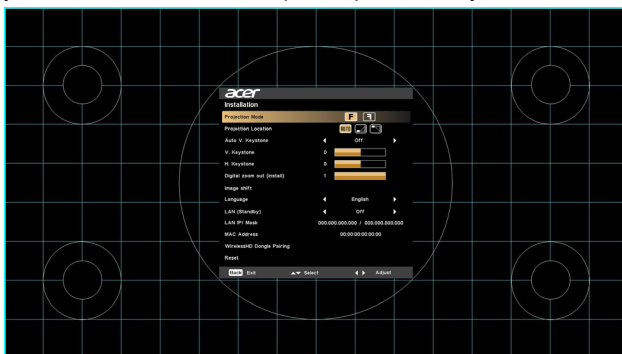 acer
Installation
Projection Mode F F
Projection Location AUTO
Auto V. Keystone Off
V. Keystone 0
H. Keystone 0
Digital zoom out (install) 1
Image shift
Language English
LAN (Standby) Off
LAN IP/ Mask 000.000.000.000 / 000.000.000.000
MAC Address 00:00:00:00:00:00
WirelessHD Dongle Pairing
Reset
Back Exit Select Adjust